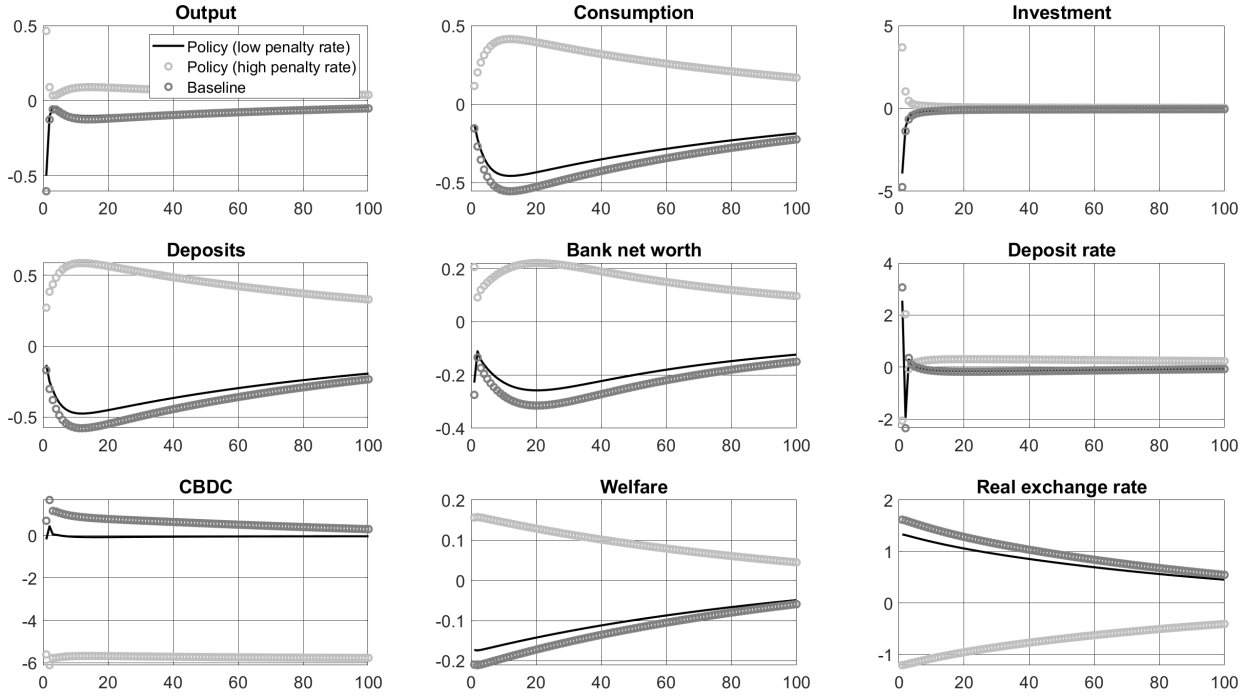 Output
0.5
0
-0.5
0 20 40 60 80 100
Policy (low penalty rate)
Policy (high penalty rate)
Baseline
Consumption
0.5
0
-0.5
0 20 40 60 80 100
Investment
5
0
-5
0 20 40 60 80 100
Deposits
0.5
0
-0.5
0 20 40 60 80 100
Bank net worth
0.2
0
-0.2
-0.4
0 20 40 60 80 100
Deposit rate
4
2
0
-2
0 20 40 60 80 100
CBDC
0
-2
-4
-6
0 20 40 60 80 100
Welfare
0.2
0.1
0
-0.1
-0.2
0 20 40 60 80 100
Real exchange rate
2
1
0
-1
0 20 40 60 80 100